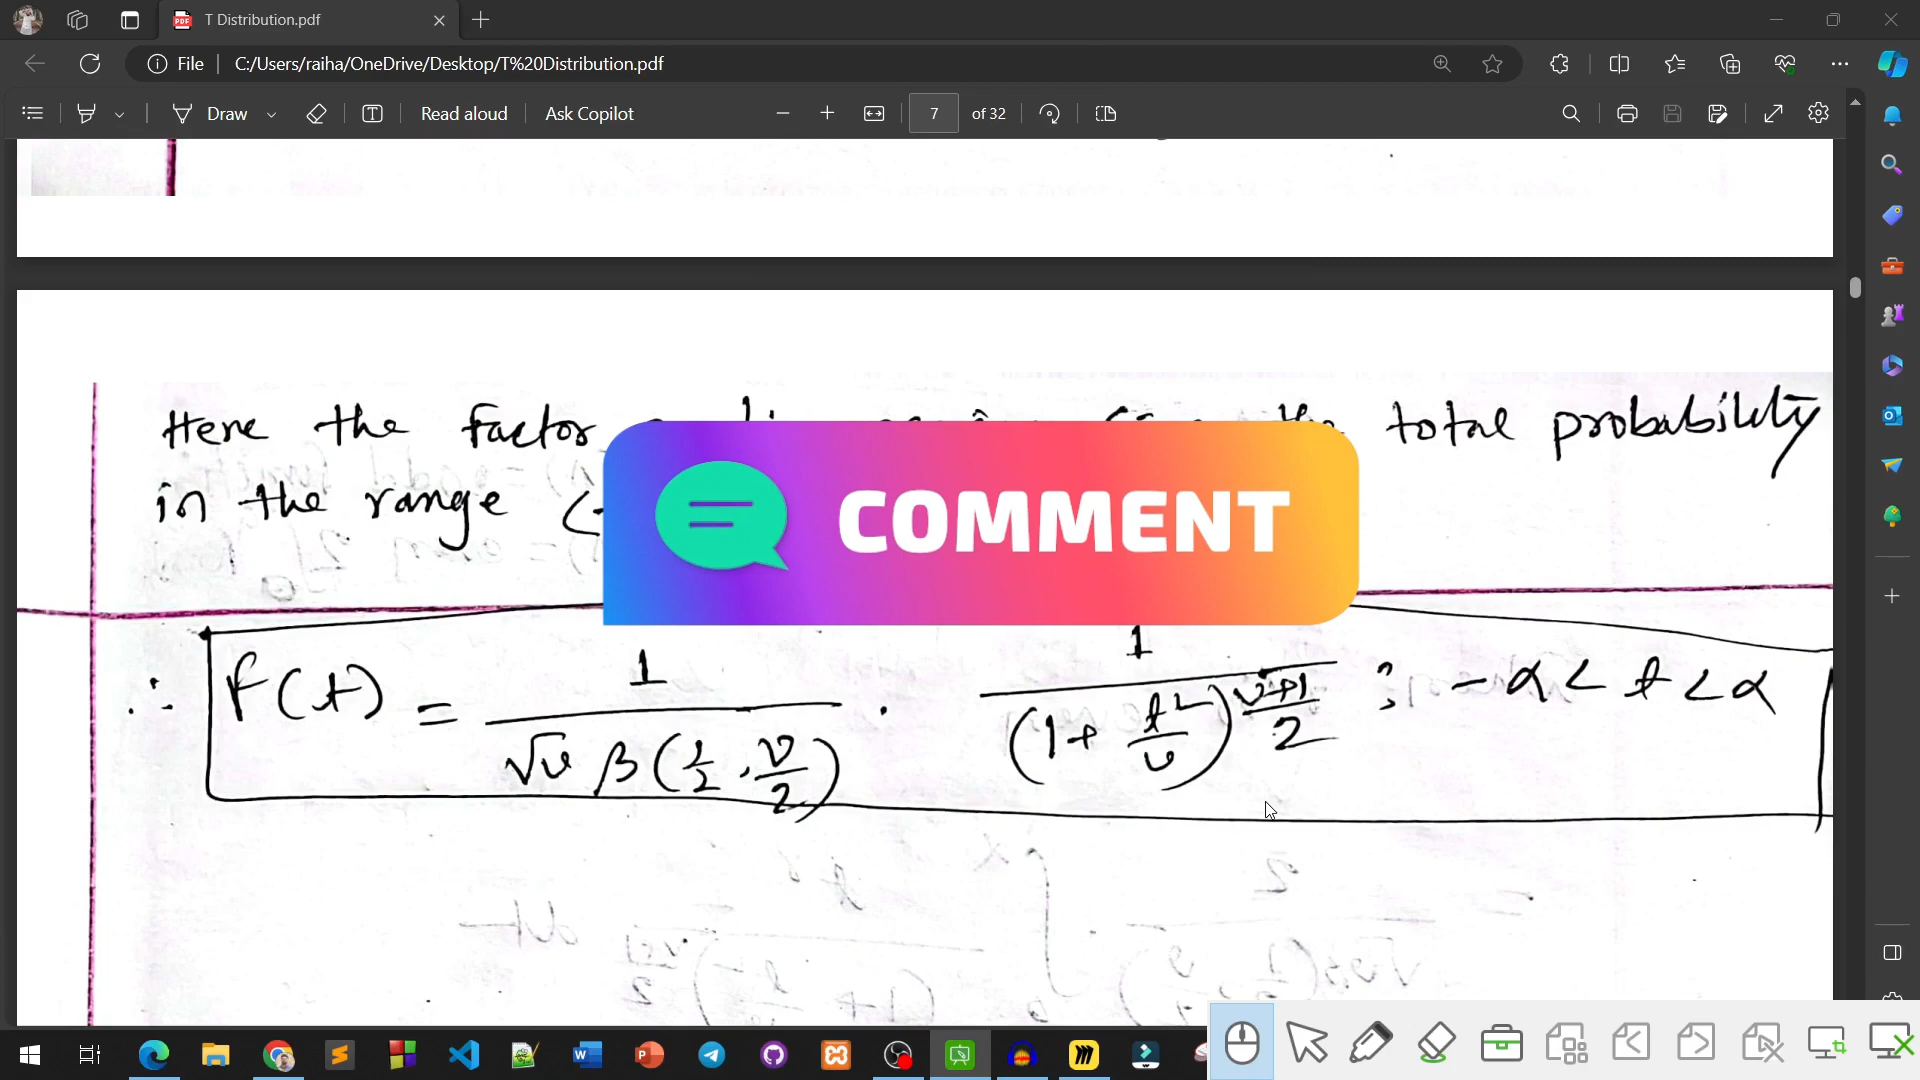 T Distribution.pdf
File
C:/Users/raiha/OneDrive/Desktop/T%20Distribution.pdf
Draw
Read aloud
Ask Copilot
7 of 32
Here the factor the total probability
in the range (-
COMMENT
∴ f(t) = 1 / (√ν β(1/2, ν/2)) · 1 / (1 + t²/ν)^((ν+1)/2) ; -α < t < α